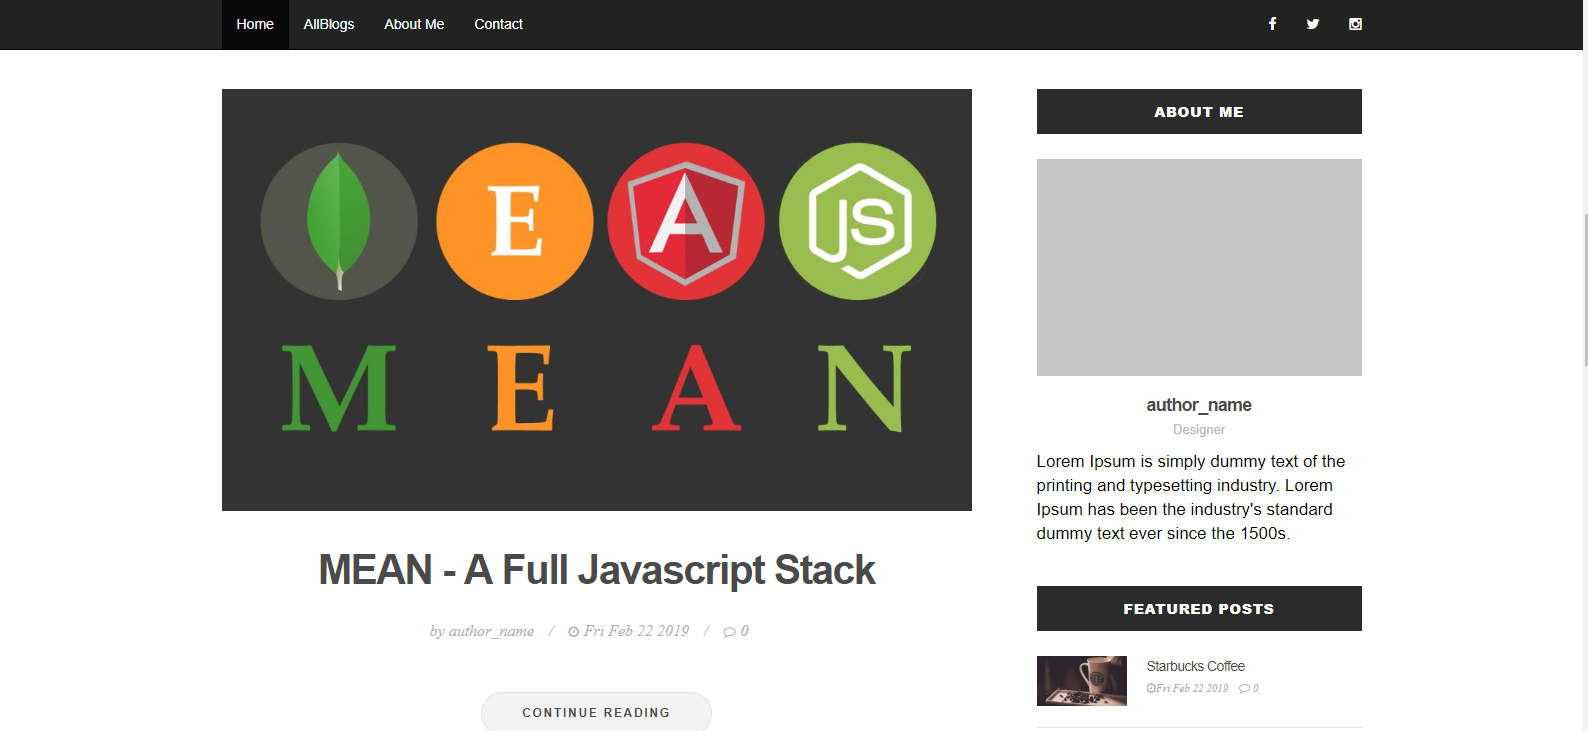 Home AllBlogs About Me Contact
E A JS
M E A N
MEAN - A Full Javascript Stack
by author_name / Fri Feb 22 2019 / 0
CONTINUE READING
ABOUT ME
author_name
Designer
Lorem Ipsum is simply dummy text of the
printing and typesetting industry. Lorem
Ipsum has been the industry's standard
dummy text ever since the 1500s.
FEATURED POSTS
Starbucks Coffee
Fri Feb 22 2019 0